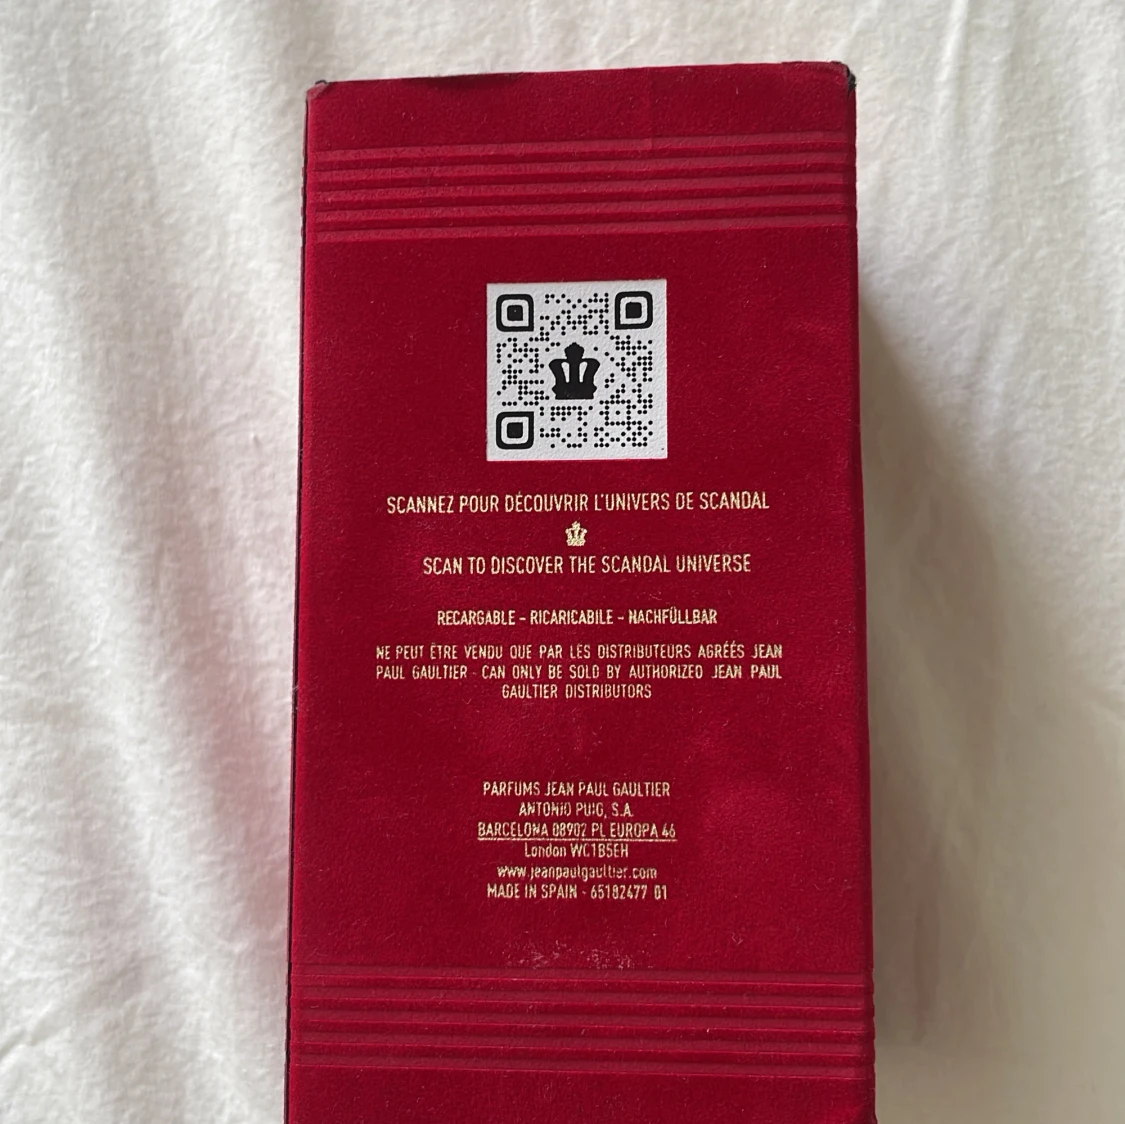 SCANNEZ POUR DÉCOUVRIR L'UNIVERS DE SCANDAL
SCAN TO DISCOVER THE SCANDAL UNIVERSE
RECARGABLE - RICARICABILE - NACHFÜLLBAR
NE PEUT ÊTRE VENDU QUE PAR LES DISTRIBUTEURS AGRÉÉS JEAN
PAUL GAULTIER - CAN ONLY BE SOLD BY AUTHORIZED JEAN PAUL
GAULTIER DISTRIBUTORS
PARFUMS JEAN PAUL GAULTIER
ANTONIO PUIG, S.A.
BARCELONA 08902 PL EUROPA 46
London WC1B5EH
www.jeanpaulgaultier.com
MADE IN SPAIN - 65182477 01